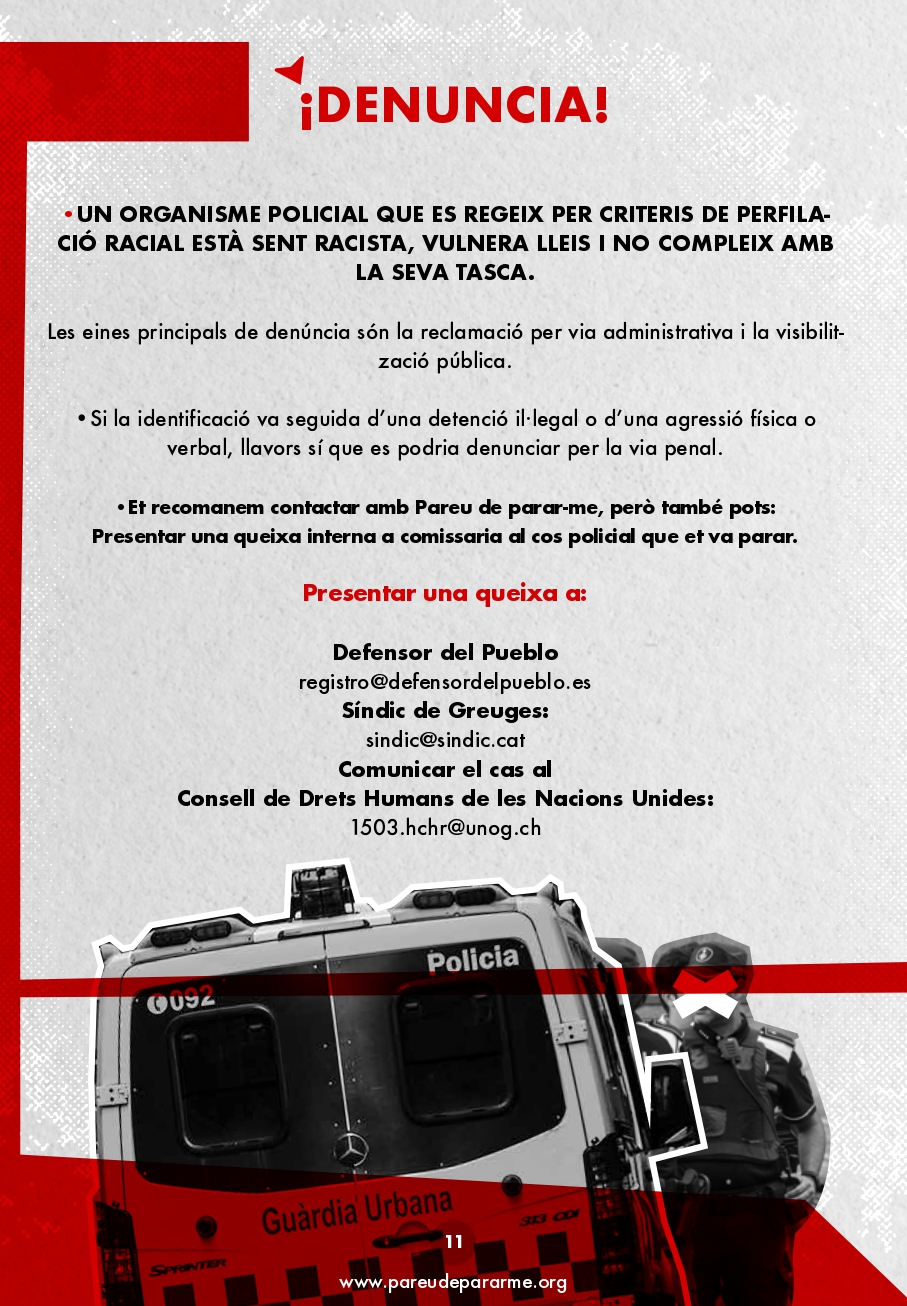 ¡DENUNCIA!
•UN ORGANISME POLICIAL QUE ES REGEIX PER CRITERIS DE PERFILA-
CIÓ RACIAL ESTÀ SENT RACISTA, VULNERA LLEIS I NO COMPLEIX AMB
LA SEVA TASCA.
Les eines principals de denúncia són la reclamació per via administrativa i la visibilit-
zació pública.
•Si la identificació va seguida d’una detenció il·legal o d’una agressió física o
verbal, llavors sí que es podria denunciar per la via penal.
•Et recomanem contactar amb Pareu de parar-me, però també pots:
Presentar una queixa interna a comissaria al cos policial que et va parar.
Presentar una queixa a:
Defensor del Pueblo
registro@defensordelpueblo.es
Síndic de Greuges:
sindic@sindic.cat
Comunicar el cas al
Consell de Drets Humans de les Nacions Unides:
1503.hchr@unog.ch
Policia
092
Guàrdia Urbana
313 CDI
SPRINTER
11
www.pareudepararme.org